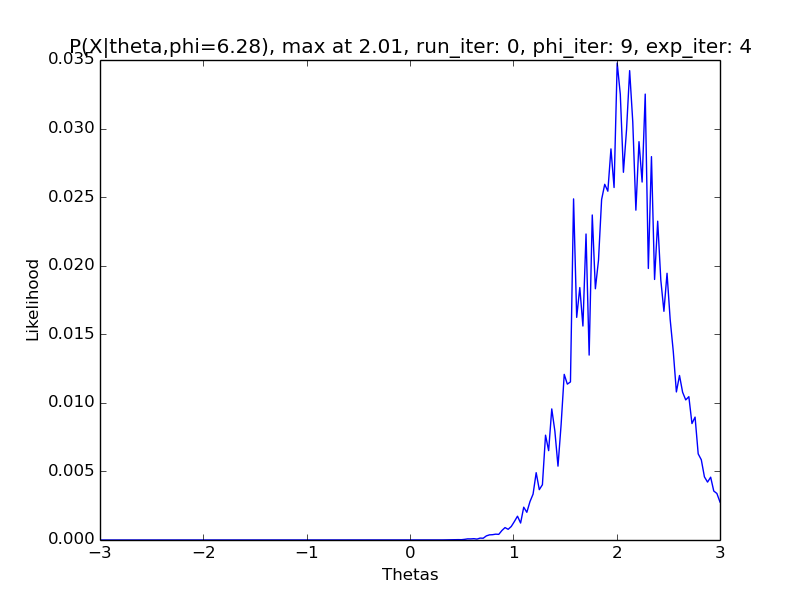 P(X|theta,phi=6.28), max at 2.01, run_iter: 0, phi_iter: 9, exp_iter: 4
0.035
0.030
0.025
0.020
0.015
0.010
0.005
0.000
Likelihood
−3 −2 −1 0 1 2 3
Thetas